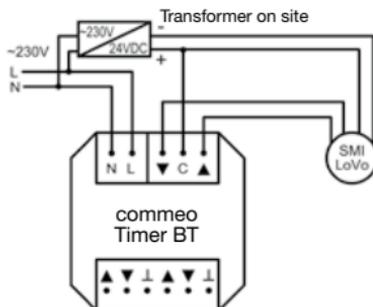 Transformer on site
~230V -
24VDC +
~230V
L
N
N L ▼ C ▲
SMI
LoVo
commeo
Timer BT
▲ ▼ ⊥ ▲ ▼ ⊥